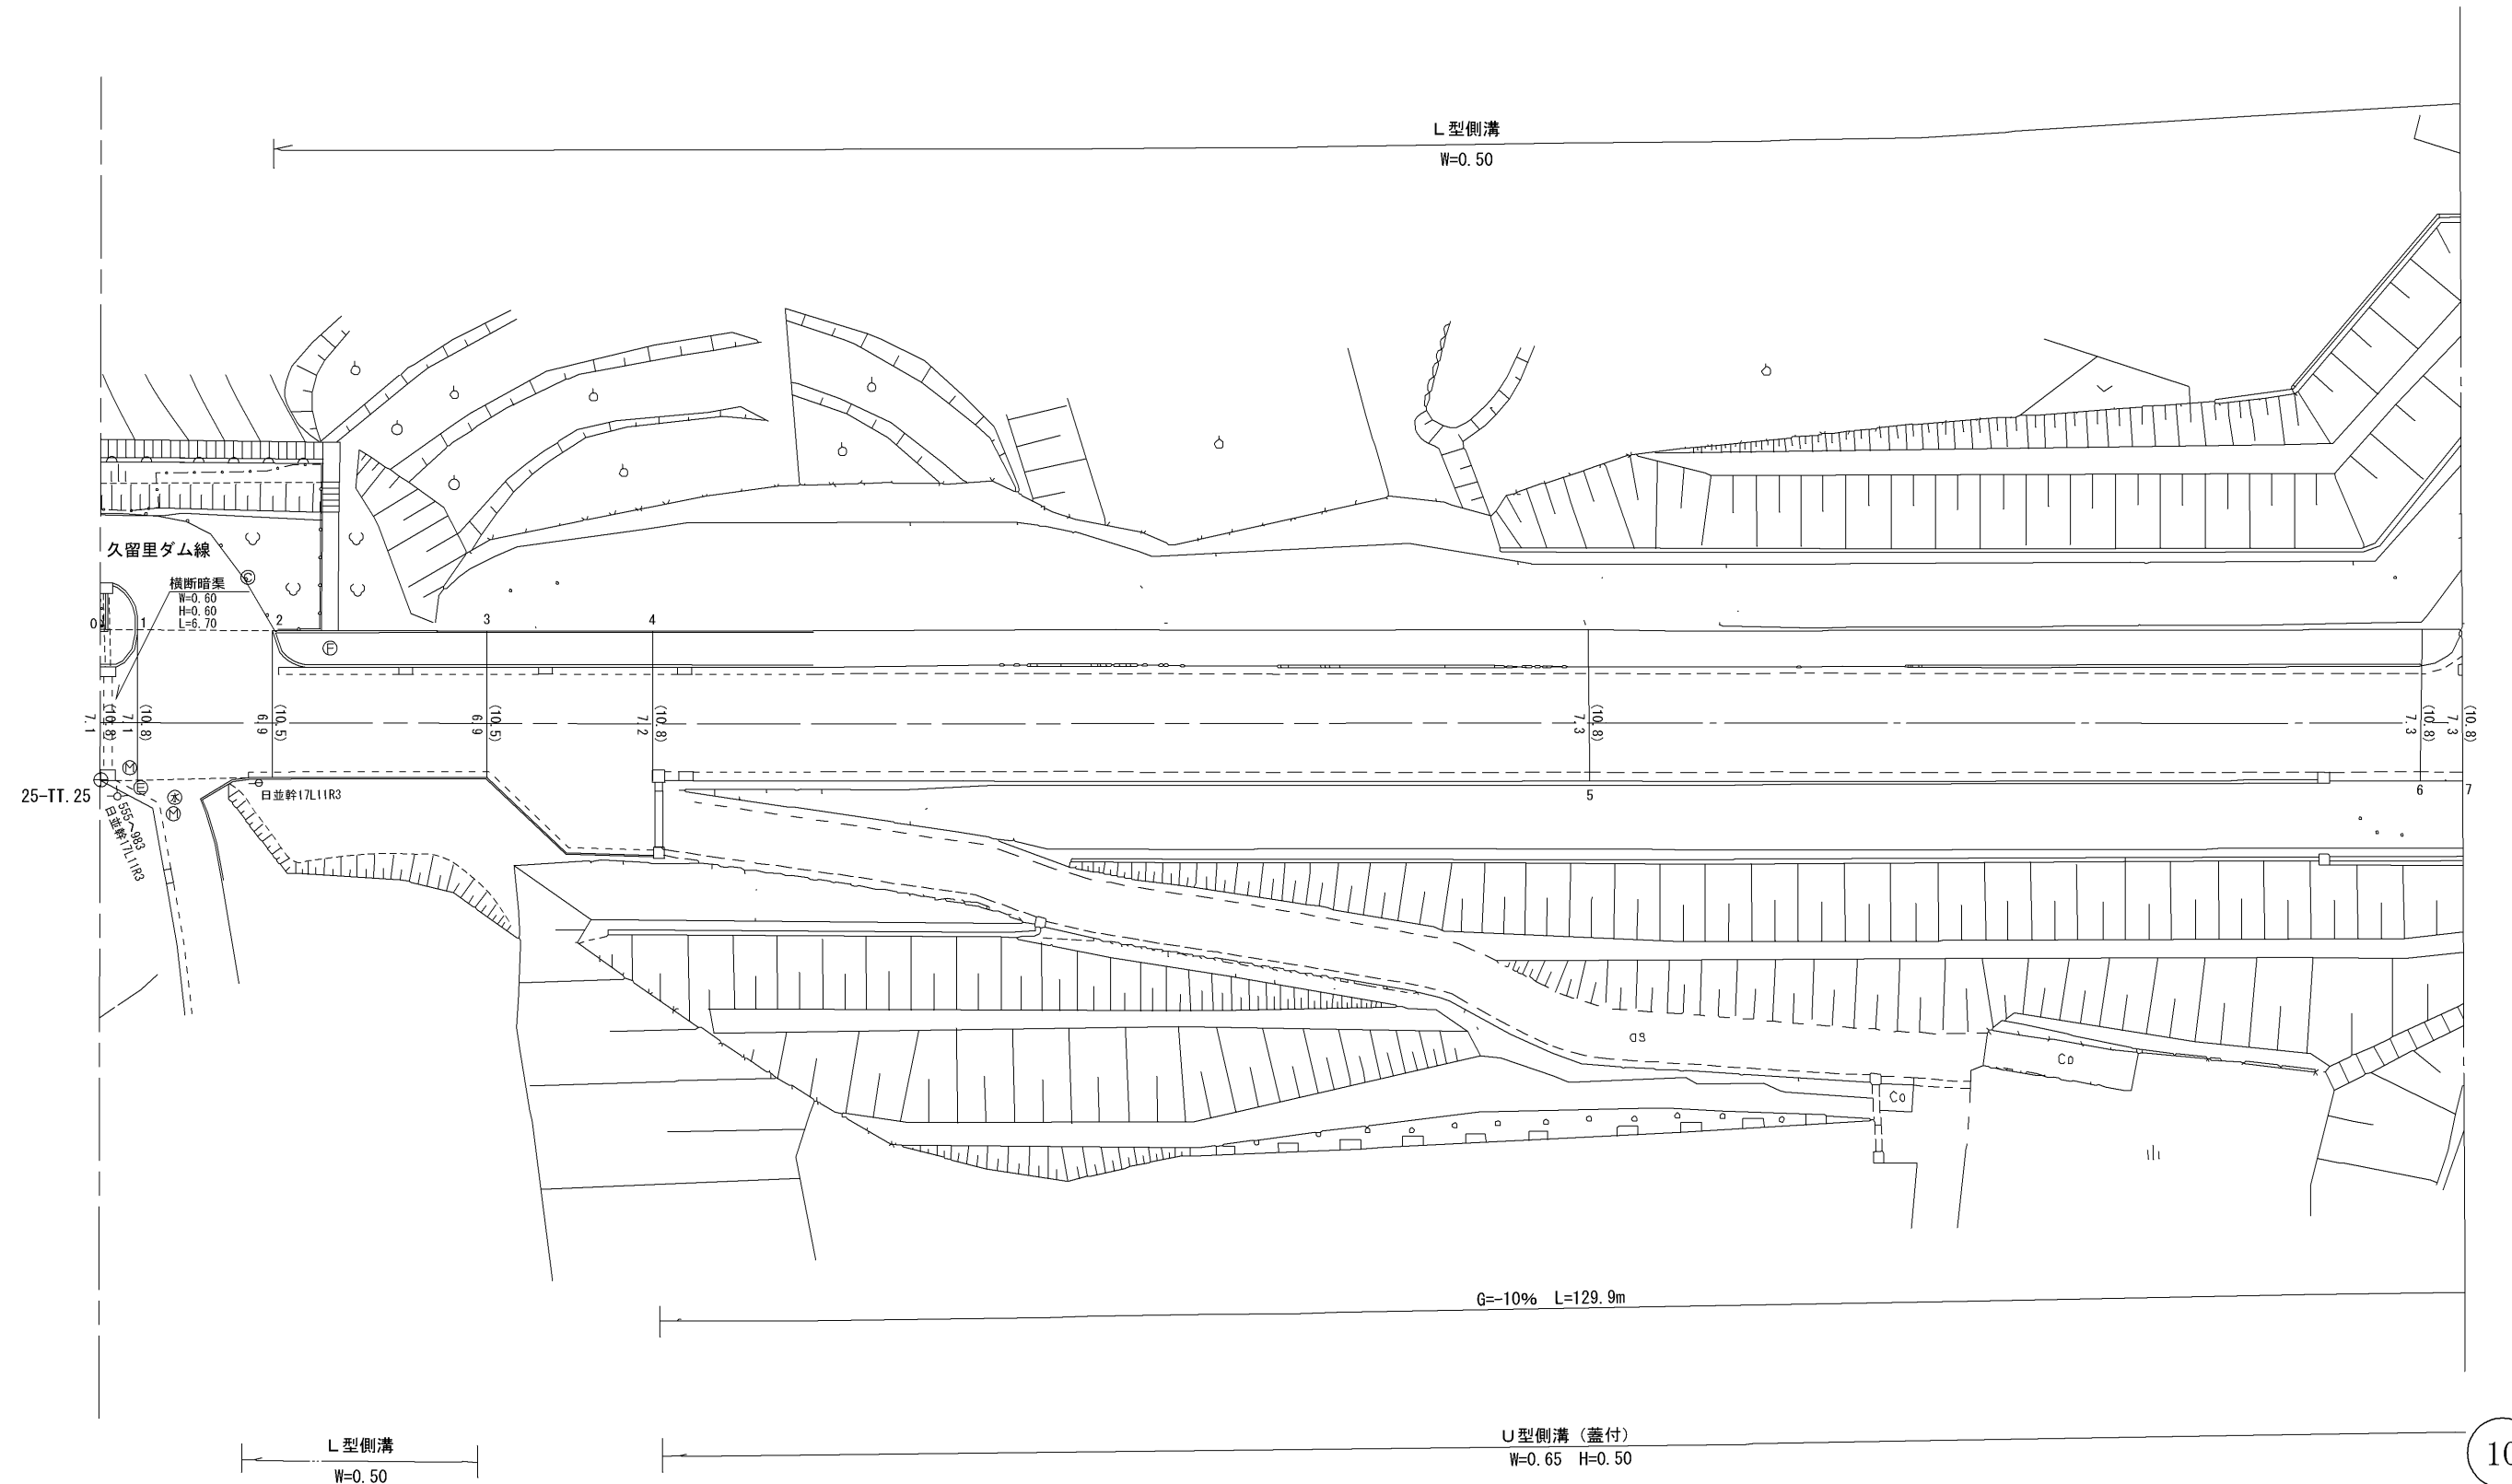 L型側溝
W=0.50
久留里ダム線
横断暗渠
W=0.60
H=0.60
L=6.70
Ⓒ
0
1
2
3
4
Ⓕ
7.1
(10.8)
7.1
(10.8)
6.9
(10.5)
6.9
(10.5)
7.2
(10.8)
7.3
(10.8)
7.3
(10.8)
7.3
(10.8)
25-TT.25
Ⓜ
Ⓔ
水
Ⓜ
日並幹17L11R3
555へ983
日並幹17L11R3
5
6
7
as
Co
Co
G=-10% L=129.9m
L型側溝
W=0.50
U型側溝(蓋付)
W=0.65 H=0.50
10